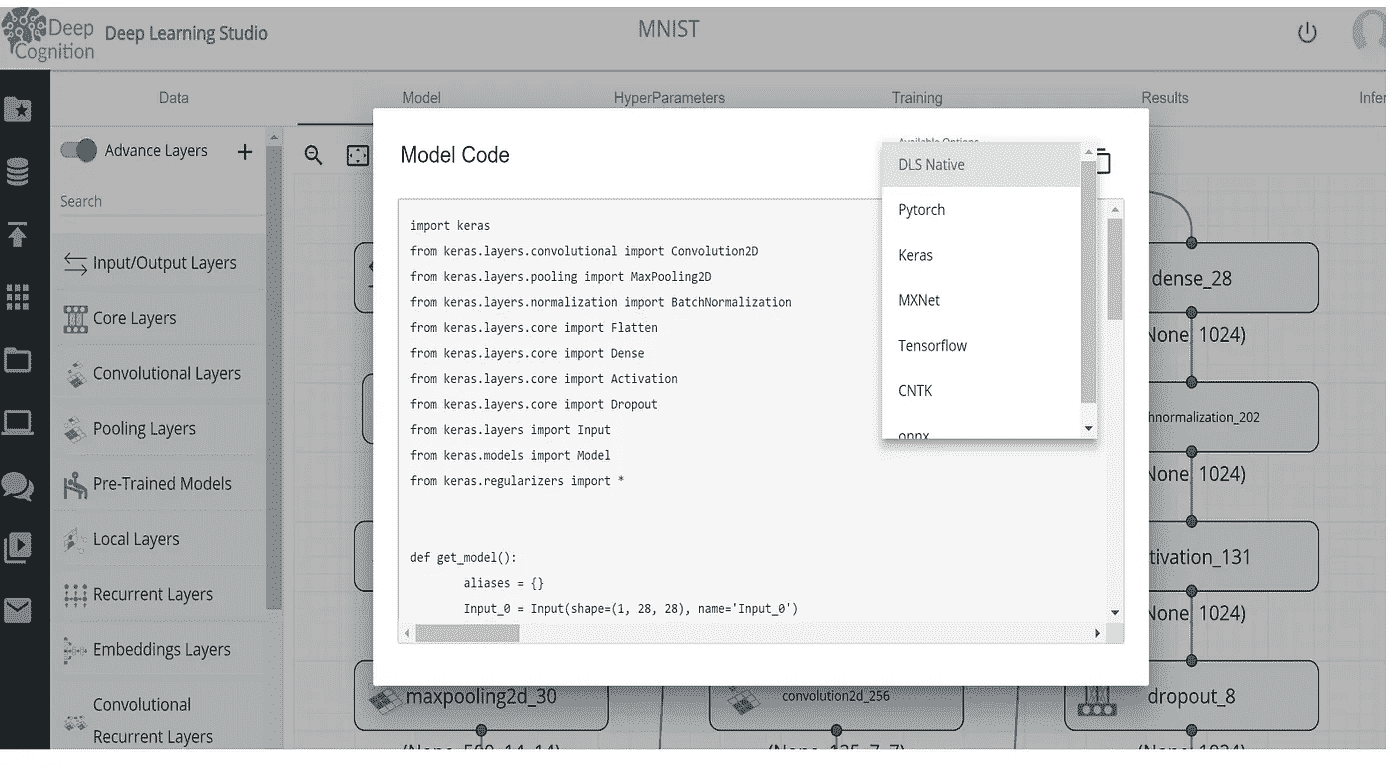 Deep
Cognition
Deep Learning Studio
MNIST
Data
Model
HyperParameters
Training
Results
Infer
Advance Layers
Search
Input/Output Layers
Core Layers
Convolutional Layers
Pooling Layers
Pre-Trained Models
Local Layers
Recurrent Layers
Embeddings Layers
Convolutional
Recurrent Layers
Model Code
Available Options
DLS Native
Pytorch
Keras
MXNet
Tensorflow
CNTK
onnx
import keras
from keras.layers.convolutional import Convolution2D
from keras.layers.pooling import MaxPooling2D
from keras.layers.normalization import BatchNormalization
from keras.layers.core import Flatten
from keras.layers.core import Dense
from keras.layers.core import Activation
from keras.layers.core import Dropout
from keras.layers import Input
from keras.models import Model
from keras.regularizers import *
def get_model():
aliases = {}
Input_0 = Input(shape=(1, 28, 28), name='Input_0')
dense_28
None, 1024)
hnormalization_202
None, 1024)
tivation_131
None, 1024)
maxpooling2d_30
convolution2d_256
dropout_8
(None, 1024)